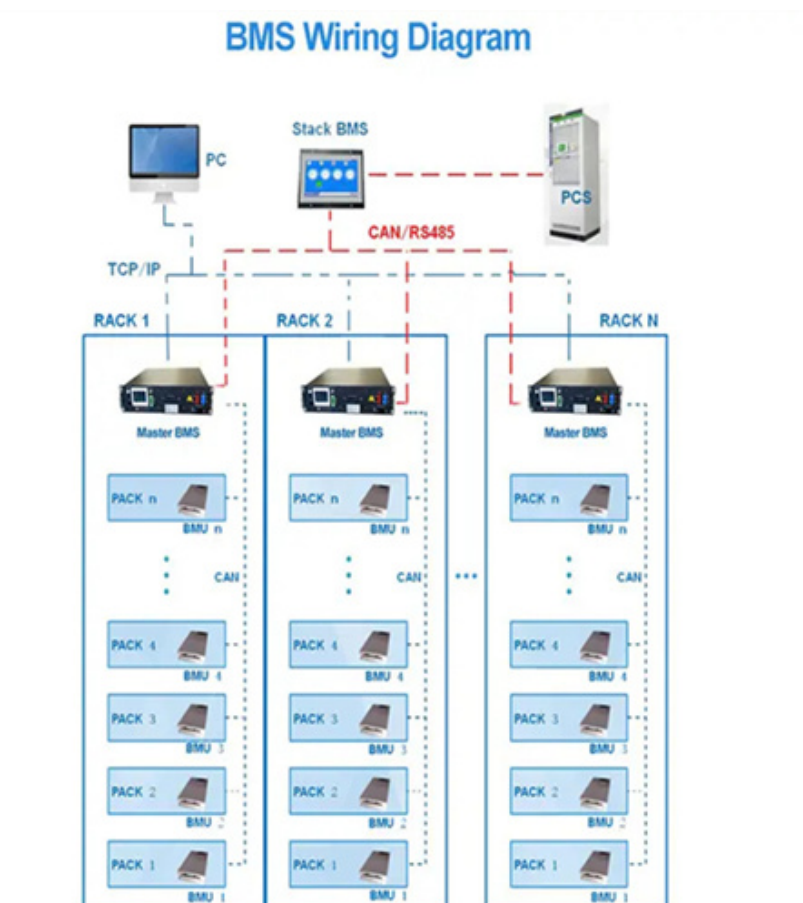 BMS Wiring Diagram
Stack BMS
PC
PCS
CAN/RS485
TCP/IP
RACK 1
RACK 2
RACK N
Master BMS
Master BMS
Master BMS
PACK n
PACK n
PACK n
BMU n
BMU n
BMU n
CAN
CAN
CAN
PACK 4
PACK 4
PACK 4
BMU 4
BMU 4
BMU 4
PACK 3
PACK 3
PACK 3
BMU 3
BMU 3
BMU 3
PACK 2
PACK 2
PACK 2
BMU 2
BMU 2
BMU 2
PACK 1
PACK 1
PACK 1
BMU 1
BMU 1
BMU 1